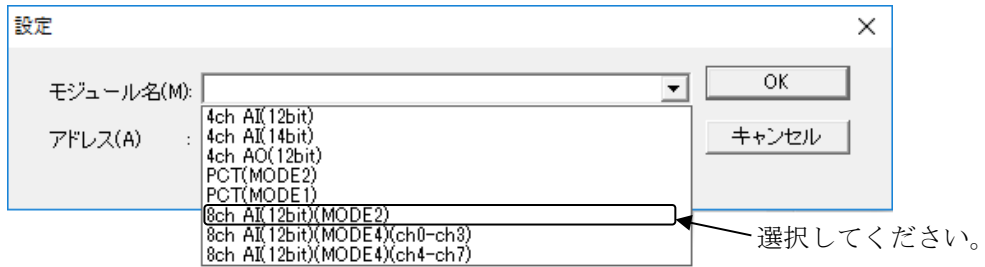 設定
モジュール名(M):
OK
4ch AI(12bit)
アドレス(A) :
4ch AI(14bit)
キャンセル
4ch AO(12bit)
PCT(MODE2)
PCT(MODE1)
8ch AI(12bit)(MODE2)
8ch AI(12bit)(MODE4)(ch0-ch3)
選択してください。
8ch AI(12bit)(MODE4)(ch4-ch7)